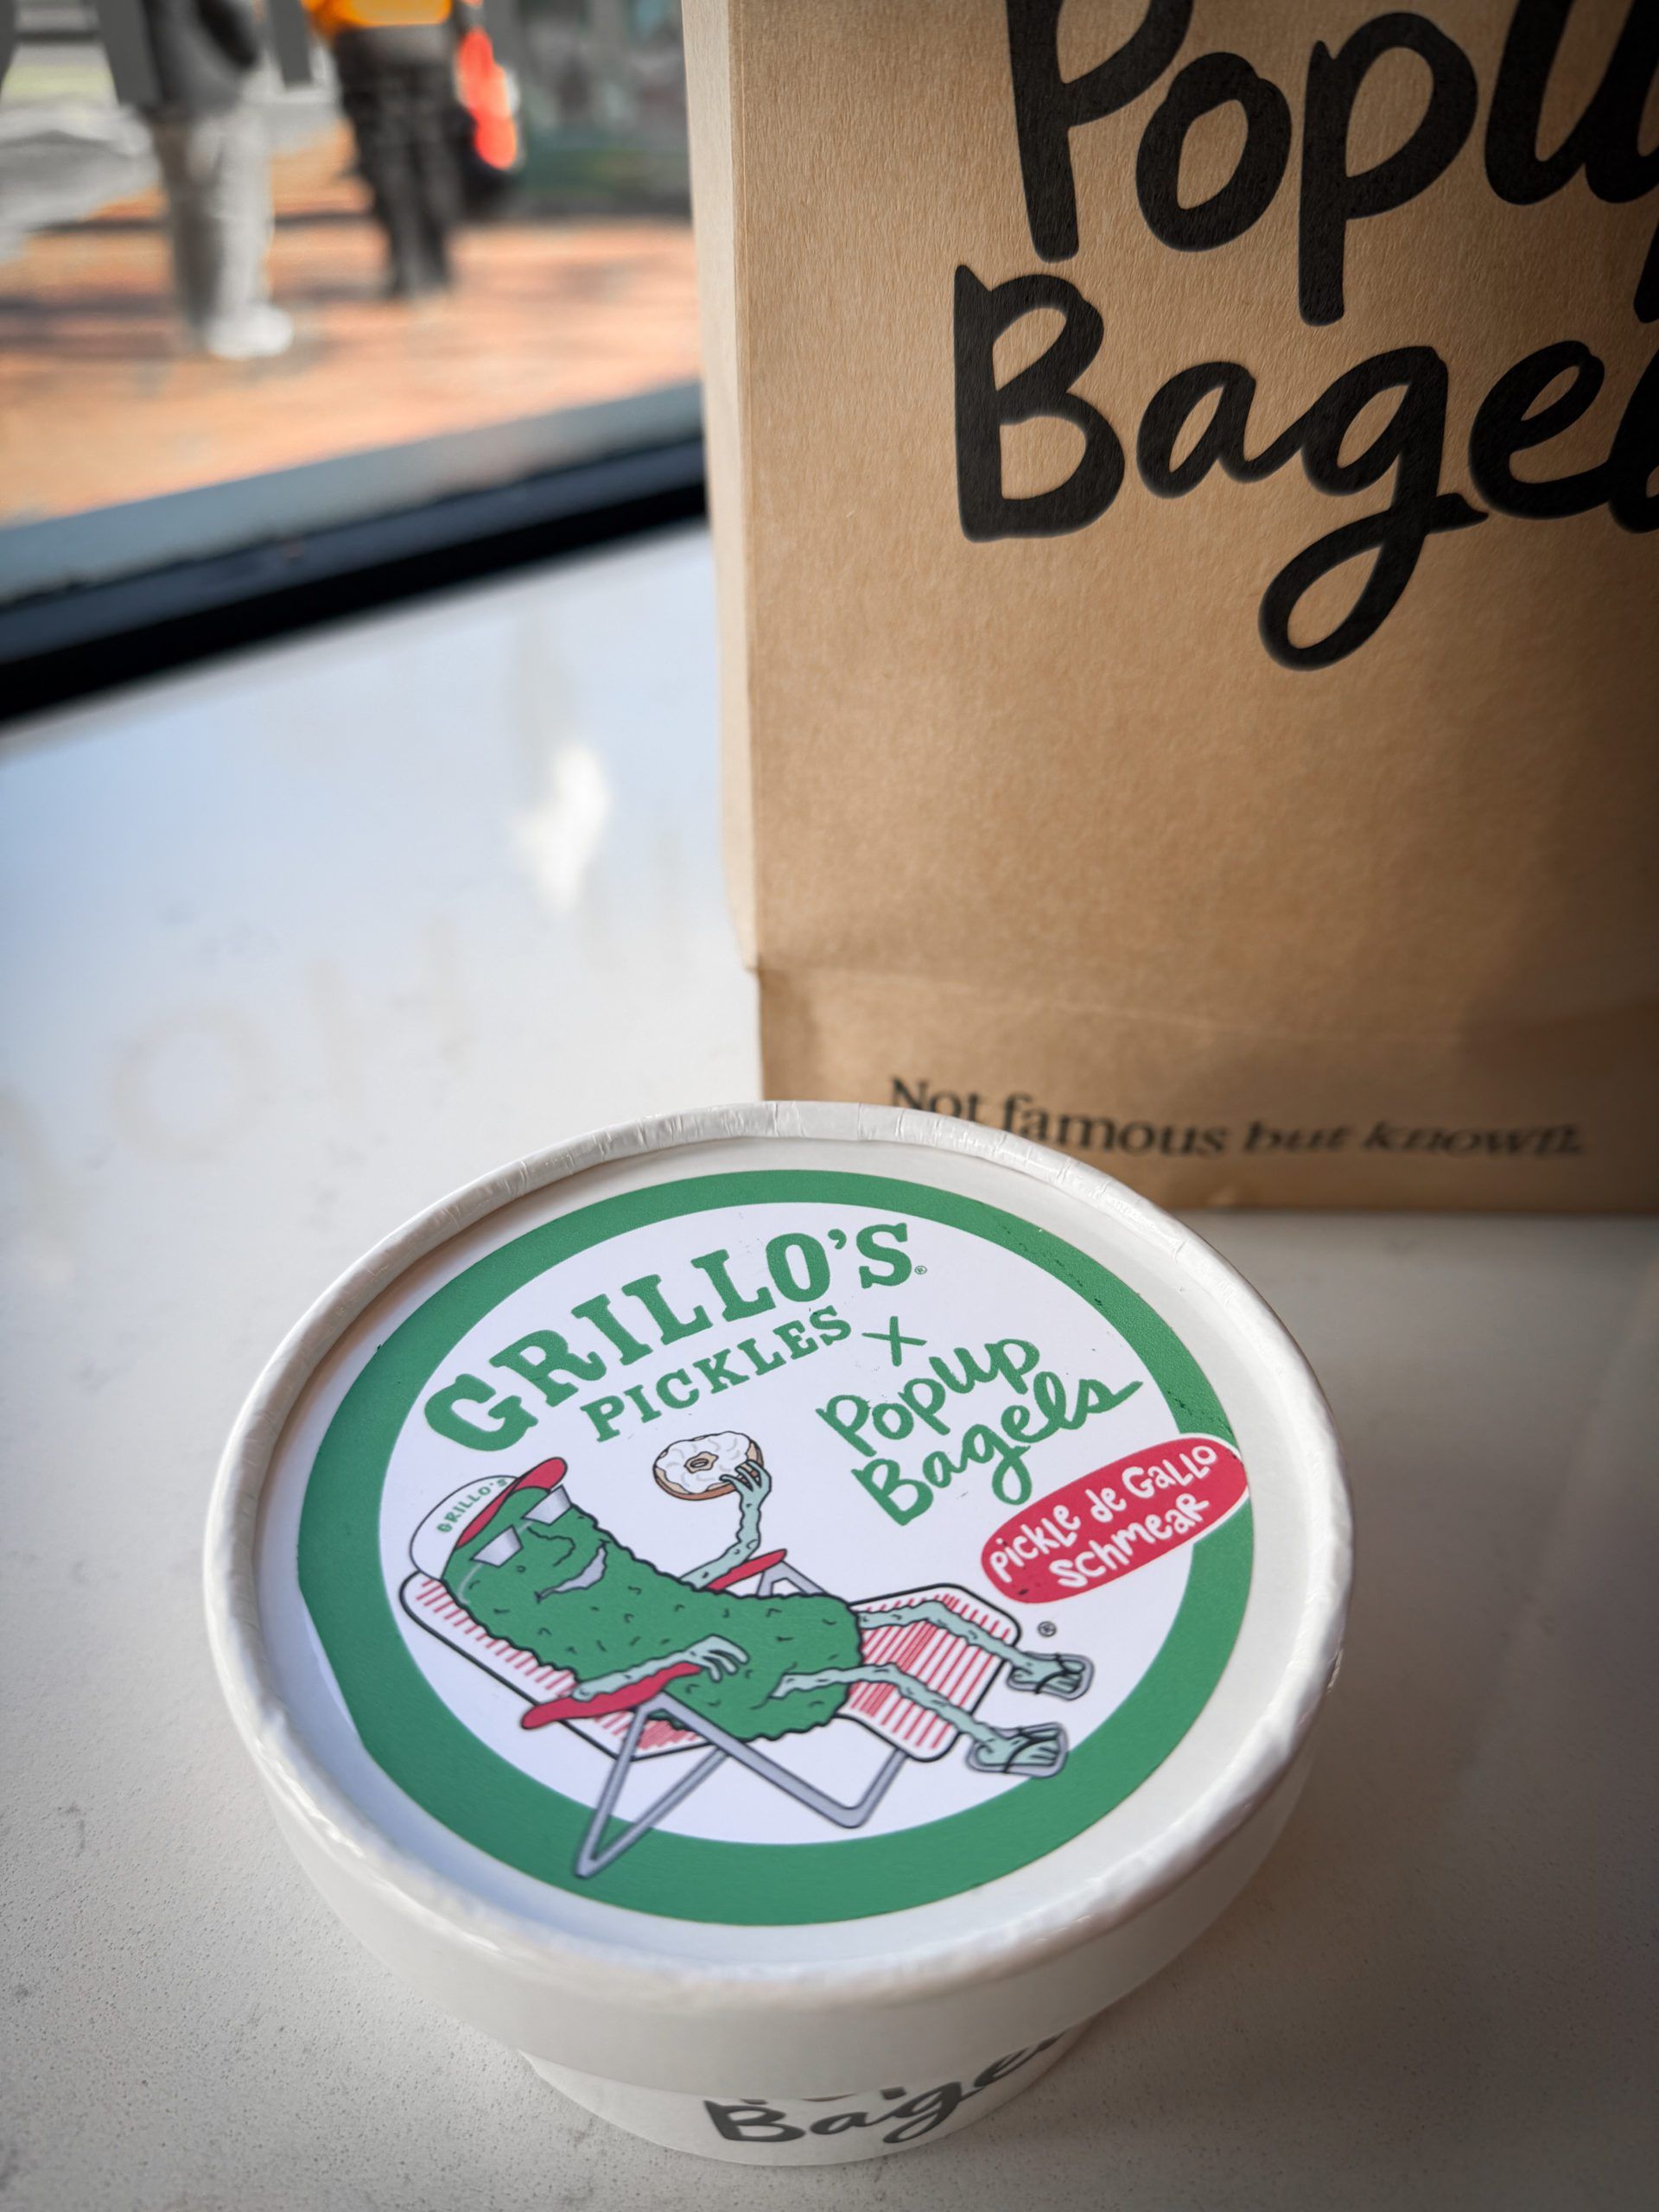 Popup
Bagels
Not famous but known.
GRILLO'S®
PICKLES X
Popup
Bagels
Pickle de Gallo
Schmear
GRILLO'S
®
Bagels